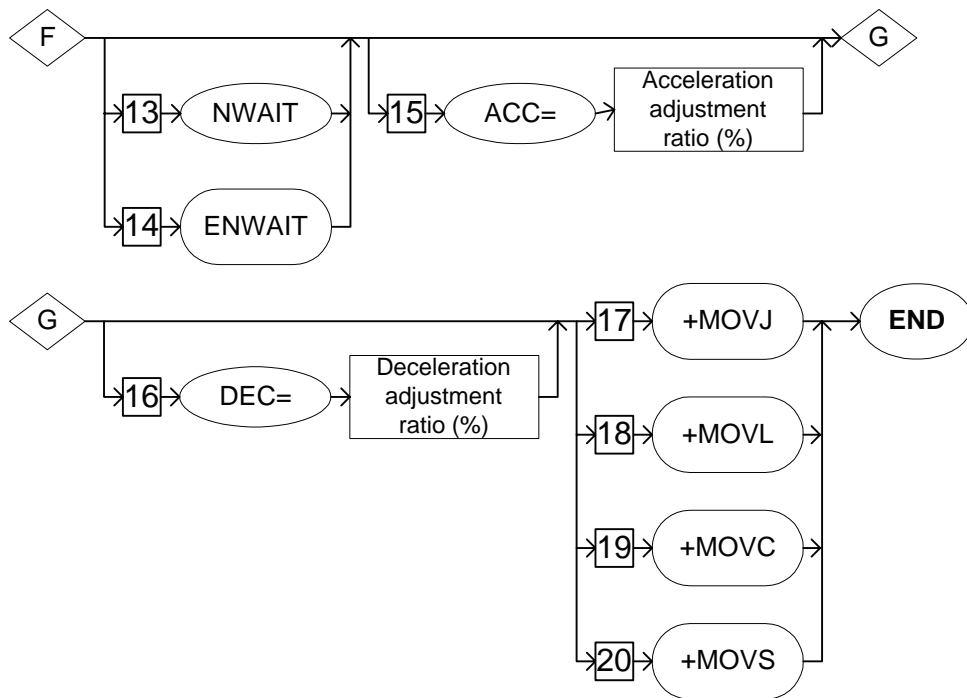 F
G
13
NWAIT
15
ACC=
Acceleration
adjustment
ratio (%)
14
ENWAIT
G
17
+MOVJ
END
16
DEC=
Deceleration
adjustment
ratio (%)
18
+MOVL
19
+MOVC
20
+MOVS